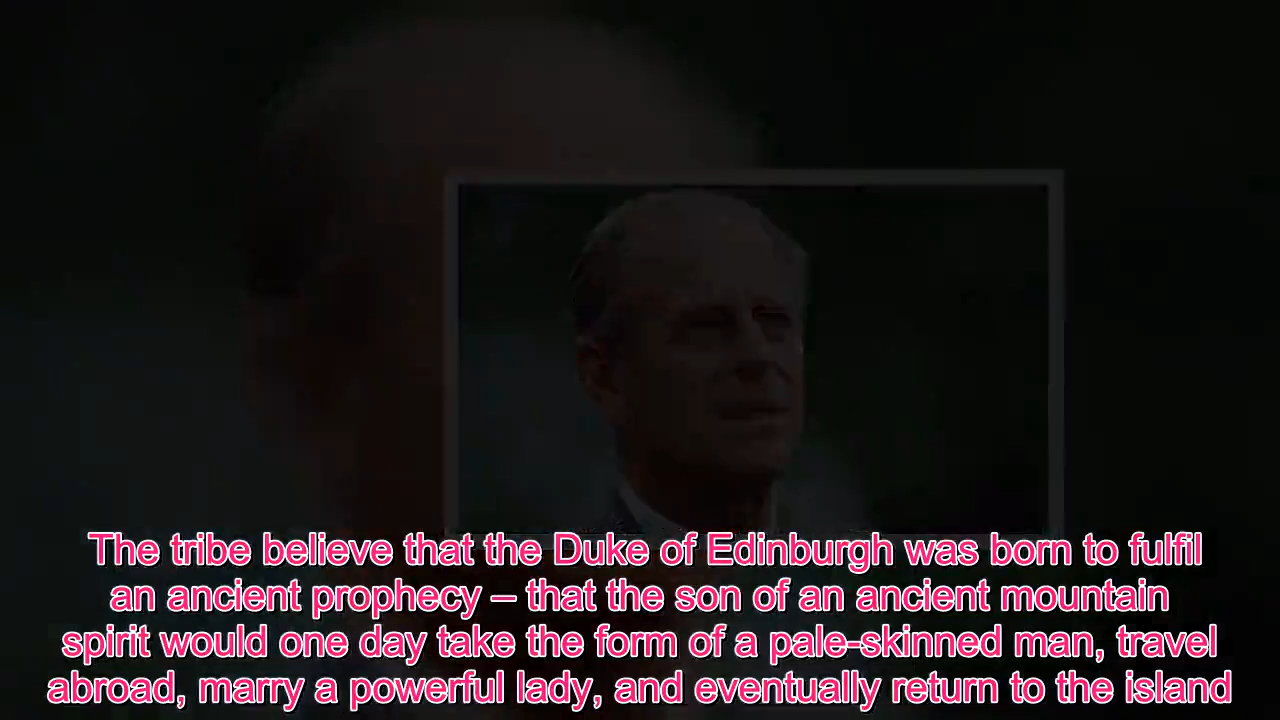 The tribe believe that the Duke of Edinburgh was born to fulfil
an ancient prophecy – that the son of an ancient mountain
spirit would one day take the form of a pale-skinned man, travel
abroad, marry a powerful lady, and eventually return to the island